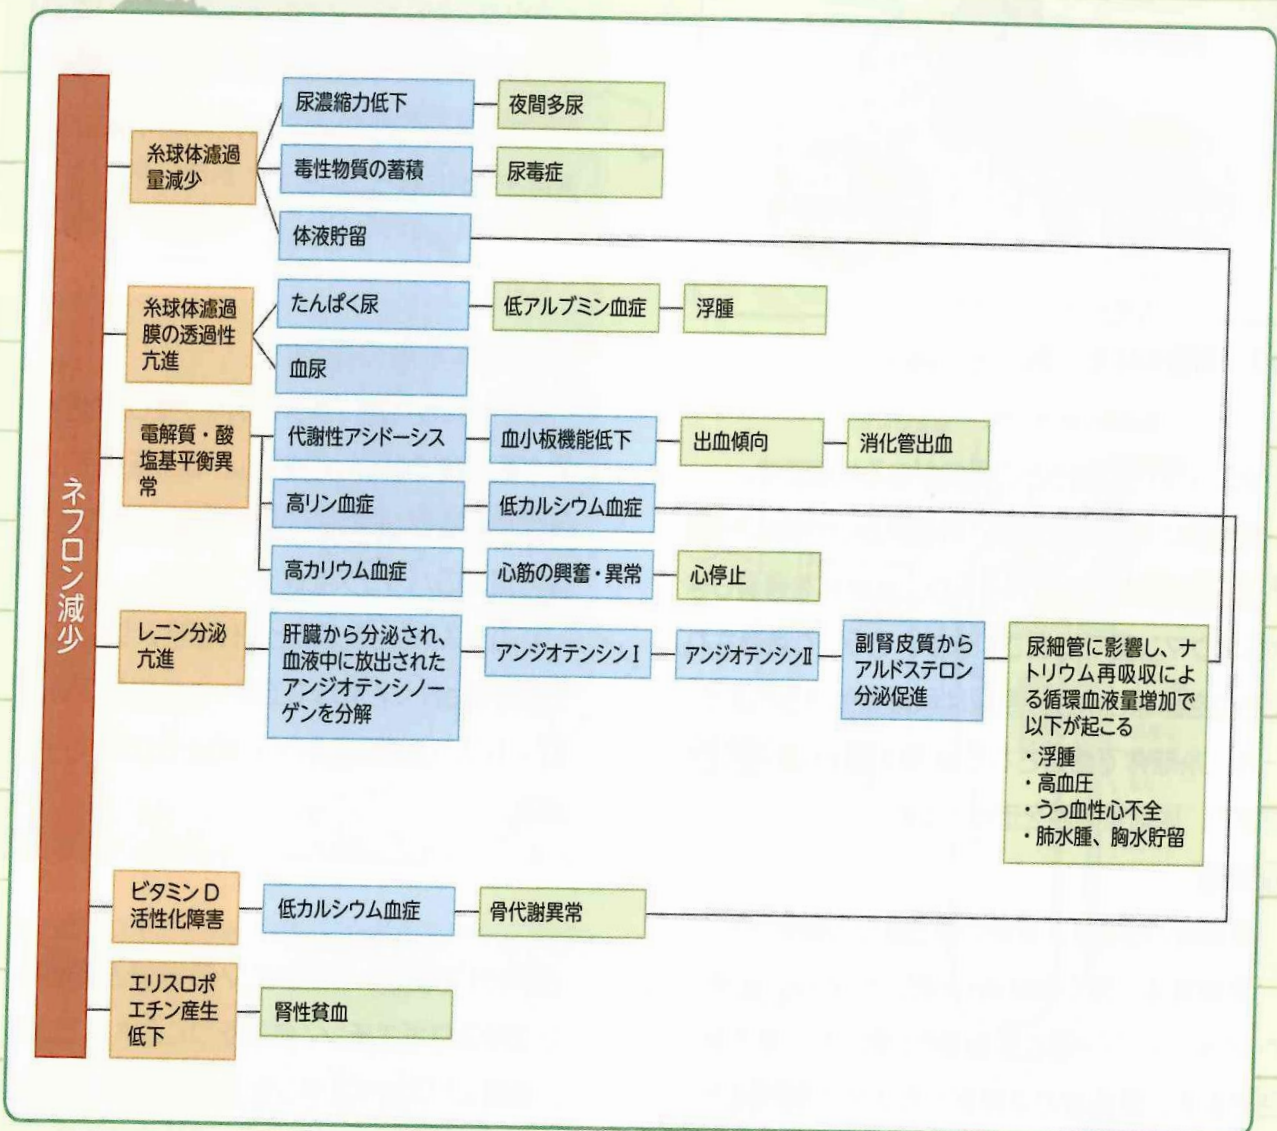 ネフロン減少
糸球体濾過
量減少
尿濃縮力低下
夜間多尿
毒性物質の蓄積
尿毒症
体液貯留
糸球体濾過
膜の透過性
亢進
たんぱく尿
低アルブミン血症
浮腫
血尿
電解質・酸
塩基平衡異
常
代謝性アシドーシス
血小板機能低下
出血傾向
消化管出血
高リン血症
低カルシウム血症
高カリウム血症
心筋の興奮・異常
心停止
レニン分泌
亢進
肝臓から分泌され、
血液中に放出された
アンジオテンシノー
ゲンを分解
アンジオテンシンⅠ
アンジオテンシンⅡ
副腎皮質から
アルドステロン
分泌促進
尿細管に影響し、ナ
トリウム再吸収によ
る循環血液量増加で
以下が起こる
・浮腫
・高血圧
・うっ血性心不全
・肺水腫、胸水貯留
ビタミンD
活性化障害
低カルシウム血症
骨代謝異常
エリスロポ
エチン産生
低下
腎性貧血